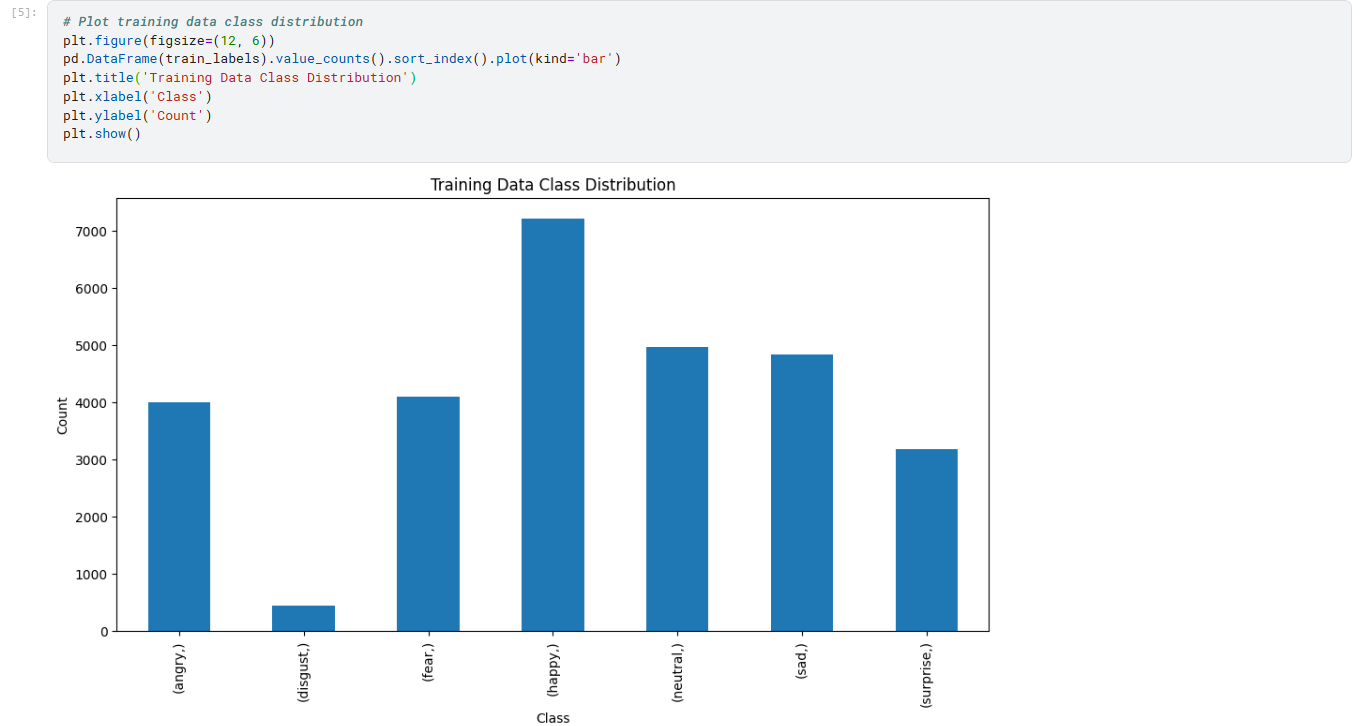 [5]:
# Plot training data class distribution
plt.figure(figsize=(12, 6))
pd.DataFrame(train_labels).value_counts().sort_index().plot(kind='bar')
plt.title('Training Data Class Distribution')
plt.xlabel('Class')
plt.ylabel('Count')
plt.show()
Training Data Class Distribution
Count
7000
6000
5000
4000
3000
2000
1000
0
(angry,)
(disgust,)
(fear,)
(happy,)
(neutral,)
(sad,)
(surprise,)
Class